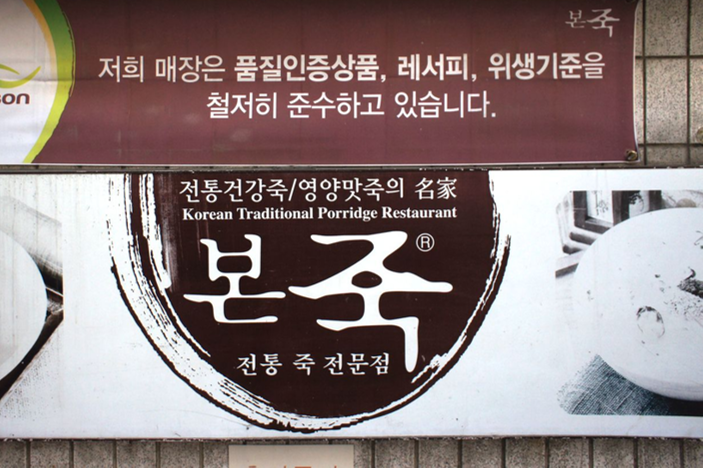 본죽
저희 매장은 품질인증상품, 레서피, 위생기준을
철저히 준수하고 있습니다.
전통건강죽/영양맛죽의 名家
Korean Traditional Porridge Restaurant
본죽®
전통 죽 전문점